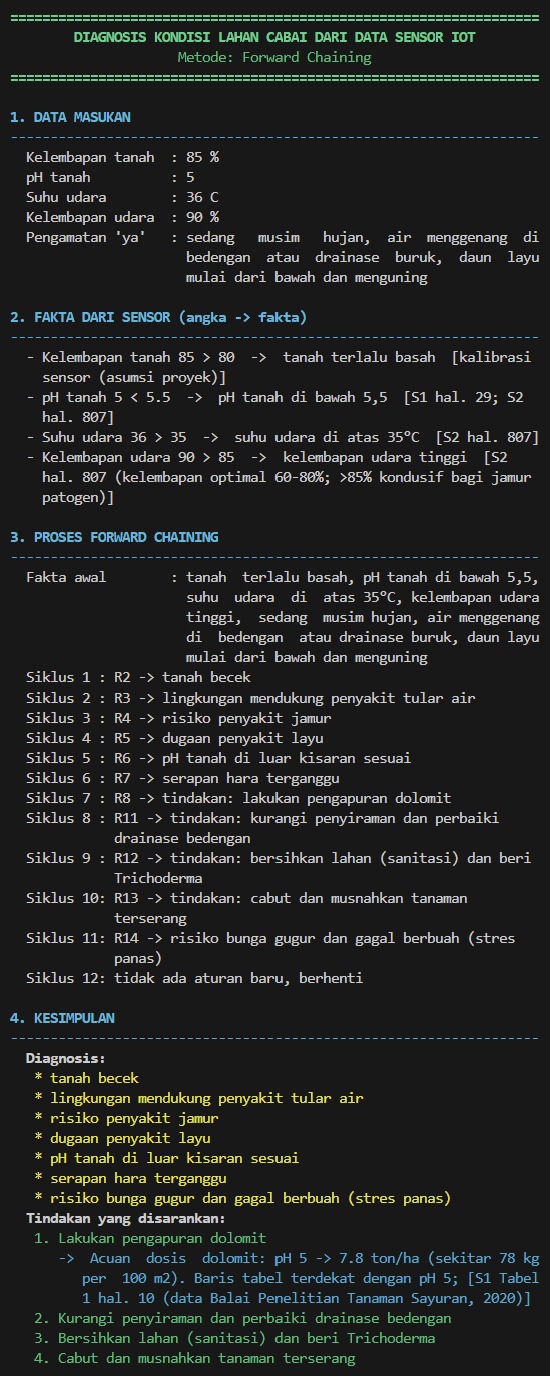 ==================================================================
DIAGNOSIS KONDISI LAHAN CABAI DARI DATA SENSOR IOT
Metode: Forward Chaining
==================================================================
1. DATA MASUKAN
------------------------------------------------------------------
Kelembapan tanah : 85 %
pH tanah : 5
Suhu udara : 36 C
Kelembapan udara : 90 %
Pengamatan 'ya' : sedang musim hujan, air menggenang di
bedengan atau drainase buruk, daun layu
mulai dari bawah dan menguning
2. FAKTA DARI SENSOR (angka -> fakta)
------------------------------------------------------------------
- Kelembapan tanah 85 > 80 -> tanah terlalu basah [kalibrasi
sensor (asumsi proyek)]
- pH tanah 5 < 5.5 -> pH tanah di bawah 5,5 [S1 hal. 29; S2
hal. 807]
- Suhu udara 36 > 35 -> suhu udara di atas 35°C [S2 hal. 807]
- Kelembapan udara 90 > 85 -> kelembapan udara tinggi [S2
hal. 807 (kelembapan optimal 60-80%; >85% kondusif bagi jamur
patogen)]
3. PROSES FORWARD CHAINING
------------------------------------------------------------------
Fakta awal : tanah terlalu basah, pH tanah di bawah 5,5,
suhu udara di atas 35°C, kelembapan udara
tinggi, sedang musim hujan, air menggenang
di bedengan atau drainase buruk, daun layu
mulai dari bawah dan menguning
Siklus 1 : R2 -> tanah becek
Siklus 2 : R3 -> lingkungan mendukung penyakit tular air
Siklus 3 : R4 -> risiko penyakit jamur
Siklus 4 : R5 -> dugaan penyakit layu
Siklus 5 : R6 -> pH tanah di luar kisaran sesuai
Siklus 6 : R7 -> serapan hara terganggu
Siklus 7 : R8 -> tindakan: lakukan pengapuran dolomit
Siklus 8 : R11 -> tindakan: kurangi penyiraman dan perbaiki
drainase bedengan
Siklus 9 : R12 -> tindakan: bersihkan lahan (sanitasi) dan beri
Trichoderma
Siklus 10: R13 -> tindakan: cabut dan musnahkan tanaman
terserang
Siklus 11: R14 -> risiko bunga gugur dan gagal berbuah (stres
panas)
Siklus 12: tidak ada aturan baru, berhenti
4. KESIMPULAN
------------------------------------------------------------------
Diagnosis:
* tanah becek
* lingkungan mendukung penyakit tular air
* risiko penyakit jamur
* dugaan penyakit layu
* pH tanah di luar kisaran sesuai
* serapan hara terganggu
* risiko bunga gugur dan gagal berbuah (stres panas)
Tindakan yang disarankan:
1. Lakukan pengapuran dolomit
-> Acuan dosis dolomit: pH 5 -> 7.8 ton/ha (sekitar 78 kg
per 100 m2). Baris tabel terdekat dengan pH 5; [S1 Tabel
1 hal. 10 (data Balai Penelitian Tanaman Sayuran, 2020)]
2. Kurangi penyiraman dan perbaiki drainase bedengan
3. Bersihkan lahan (sanitasi) dan beri Trichoderma
4. Cabut dan musnahkan tanaman terserang